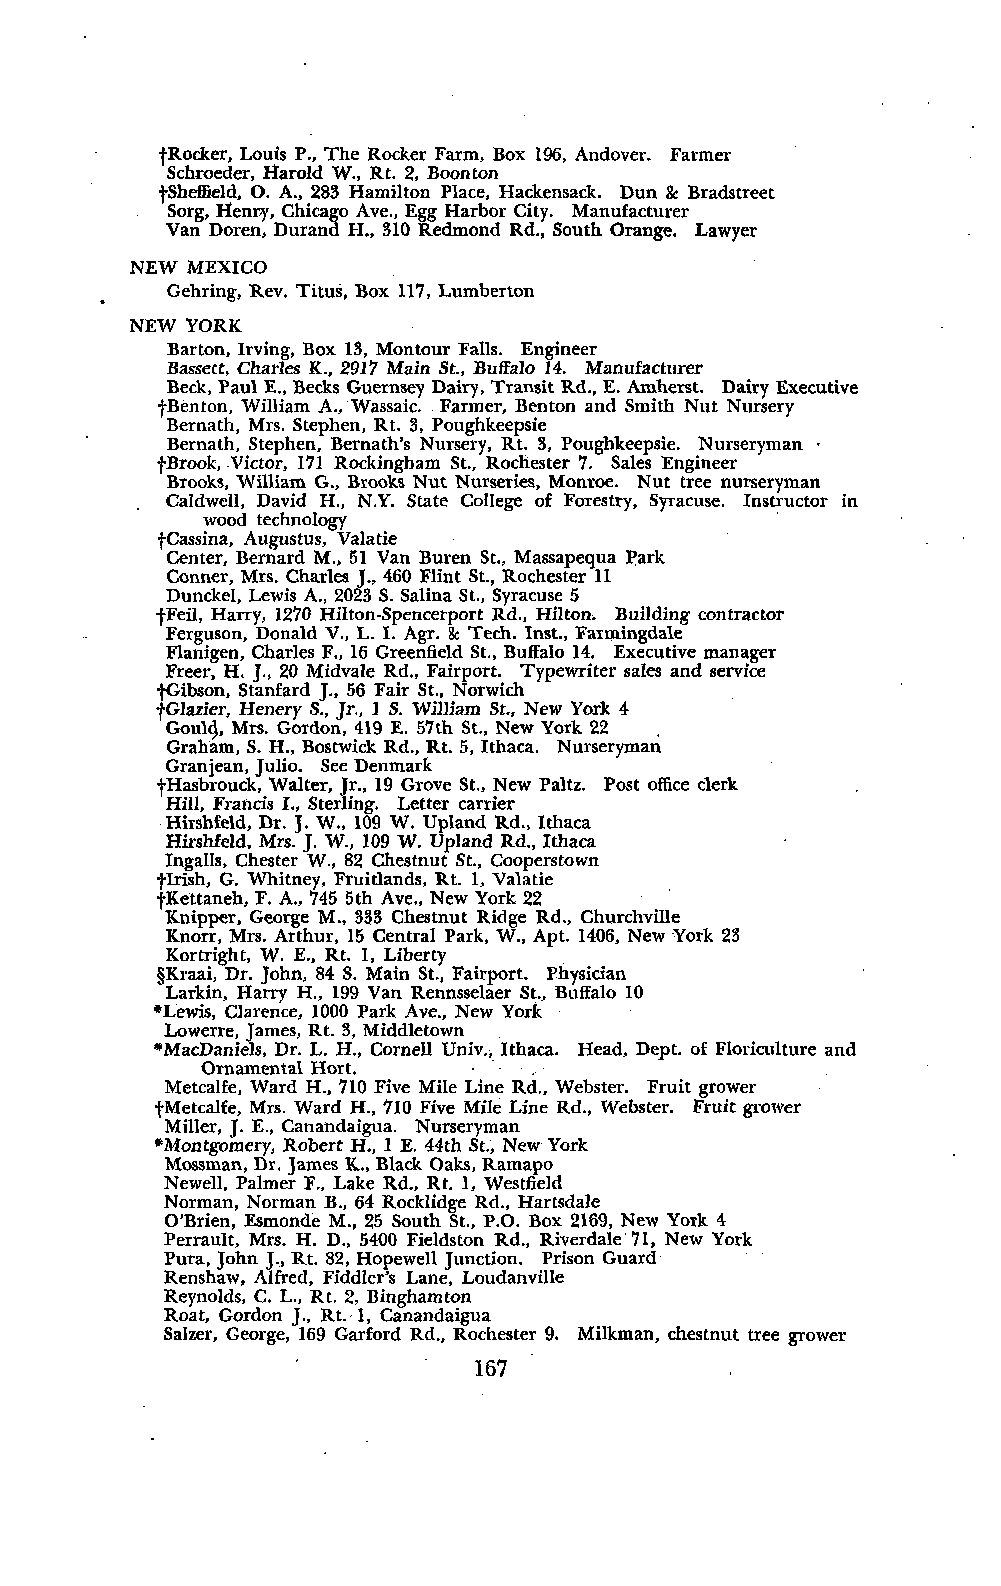 †Rocker, Louis P., The Rocker Farm, Box 196, Andover. Farmer
Schroeder, Harold W., Rt. 2, Boonton
†Sheffield, O. A., 283 Hamilton Place, Hackensack. Dun & Bradstreet
Sorg, Henry, Chicago Ave., Egg Harbor City. Manufacturer
Van Doren, Durand H., 310 Redmond Rd., South Orange. Lawyer
NEW MEXICO
Gehring, Rev. Titus, Box 117, Lumberton
NEW YORK
Barton, Irving, Box 13, Montour Falls. Engineer
Bassett, Charles K., 2917 Main St., Buffalo 14. Manufacturer
Beck, Paul E., Becks Guernsey Dairy, Transit Rd., E. Amherst. Dairy Executive
†Benton, William A., Wassaic. Farmer, Benton and Smith Nut Nursery
Bernath, Mrs. Stephen, Rt. 3, Poughkeepsie
Bernath, Stephen, Bernath's Nursery, Rt. 3, Poughkeepsie. Nurseryman
†Brook, Victor, 171 Rockingham St., Rochester 7. Sales Engineer
Brooks, William G., Brooks Nut Nurseries, Monroe. Nut tree nurseryman
Caldwell, David H., N.Y. State College of Forestry, Syracuse. Instructor in
wood technology
†Cassina, Augustus, Valatie
Center, Bernard M., 51 Van Buren St., Massapequa Park
Conner, Mrs. Charles J., 460 Flint St., Rochester 11
Dunckel, Lewis A., 2023 S. Salina St., Syracuse 5
†Feil, Harry, 1270 Hilton-Spencerport Rd., Hilton. Building contractor
Ferguson, Donald V., L. I. Agr. & Tech. Inst., Farmingdale
Flanigen, Charles F., 16 Greenfield St., Buffalo 14. Executive manager
Freer, H. J., 20 Midvale Rd., Fairport. Typewriter sales and service
†Gibson, Stanfard J., 56 Fair St., Norwich
†Glazier, Henery S., Jr., 1 S. William St., New York 4
Gould, Mrs. Gordon, 419 E. 57th St., New York 22
Graham, S. H., Bostwick Rd., Rt. 5, Ithaca. Nurseryman
Granjean, Julio. See Denmark
†Hasbrouck, Walter, Jr., 19 Grove St., New Paltz. Post office clerk
Hill, Francis I., Sterling. Letter carrier
Hirshfeld, Dr. J. W., 109 W. Upland Rd., Ithaca
Hirshfeld, Mrs. J. W., 109 W. Upland Rd., Ithaca
Ingalls, Chester W., 82 Chestnut St., Cooperstown
†Irish, G. Whitney, Fruitlands, Rt. 1, Valatie
†Kettaneh, F. A., 745 5th Ave., New York 22
Knipper, George M., 333 Chestnut Ridge Rd., Churchville
Knorr, Mrs. Arthur, 15 Central Park, W., Apt. 1406, New York 23
Kortright, W. E., Rt. 1, Liberty
§Kraai, Dr. John, 84 S. Main St., Fairport. Physician
Larkin, Harry H., 199 Van Rennsselaer St., Buffalo 10
*Lewis, Clarence, 1000 Park Ave., New York
Lowerre, James, Rt. 3, Middletown
*MacDaniels, Dr. L. H., Cornell Univ., Ithaca. Head, Dept. of Floriculture and
Ornamental Hort.
Metcalfe, Ward H., 710 Five Mile Line Rd., Webster. Fruit grower
†Metcalfe, Mrs. Ward H., 710 Five Mile Line Rd., Webster. Fruit grower
Miller, J. E., Canandaigua. Nurseryman
*Montgomery, Robert H., 1 E. 44th St., New York
Mossman, Dr. James K., Black Oaks, Ramapo
Newell, Palmer F., Lake Rd., Rt. 1, Westfield
Norman, Norman B., 64 Rocklidge Rd., Hartsdale
O'Brien, Esmonde M., 25 South St., P.O. Box 2169, New York 4
Perrault, Mrs. H. D., 5400 Fieldston Rd., Riverdale 71, New York
Pura, John J., Rt. 82, Hopewell Junction. Prison Guard
Renshaw, Alfred, Fiddler's Lane, Loudanville
Reynolds, C. L., Rt. 2, Binghamton
Roat, Gordon J., Rt. 1, Canandaigua
Salzer, George, 169 Garford Rd., Rochester 9. Milkman, chestnut tree grower
167